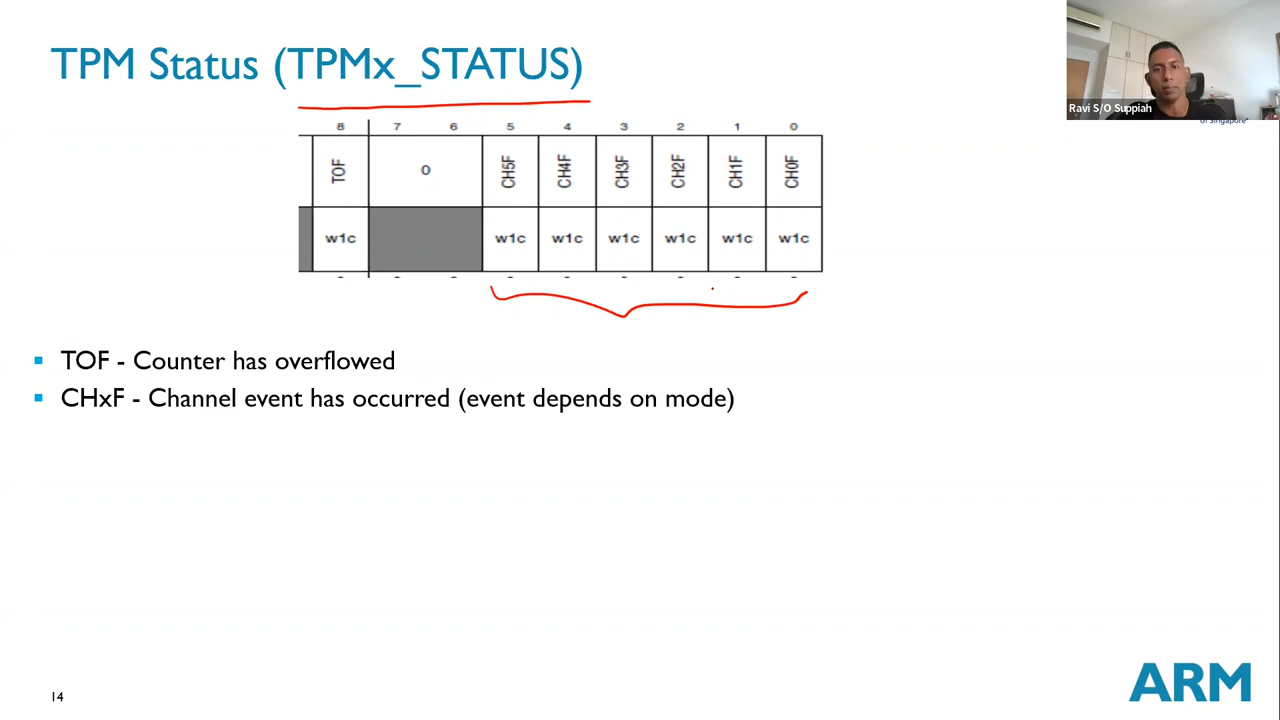 TPM Status (TPMx_STATUS)
Ravi S/O Suppiah
of Singapore
8 7 6 5 4 3 2 1 0
TOF 0 CH5F CH4F CH3F CH2F CH1F CH0F
w1c w1c w1c w1c w1c w1c w1c
TOF - Counter has overflowed
CHxF - Channel event has occurred (event depends on mode)
14
ARM